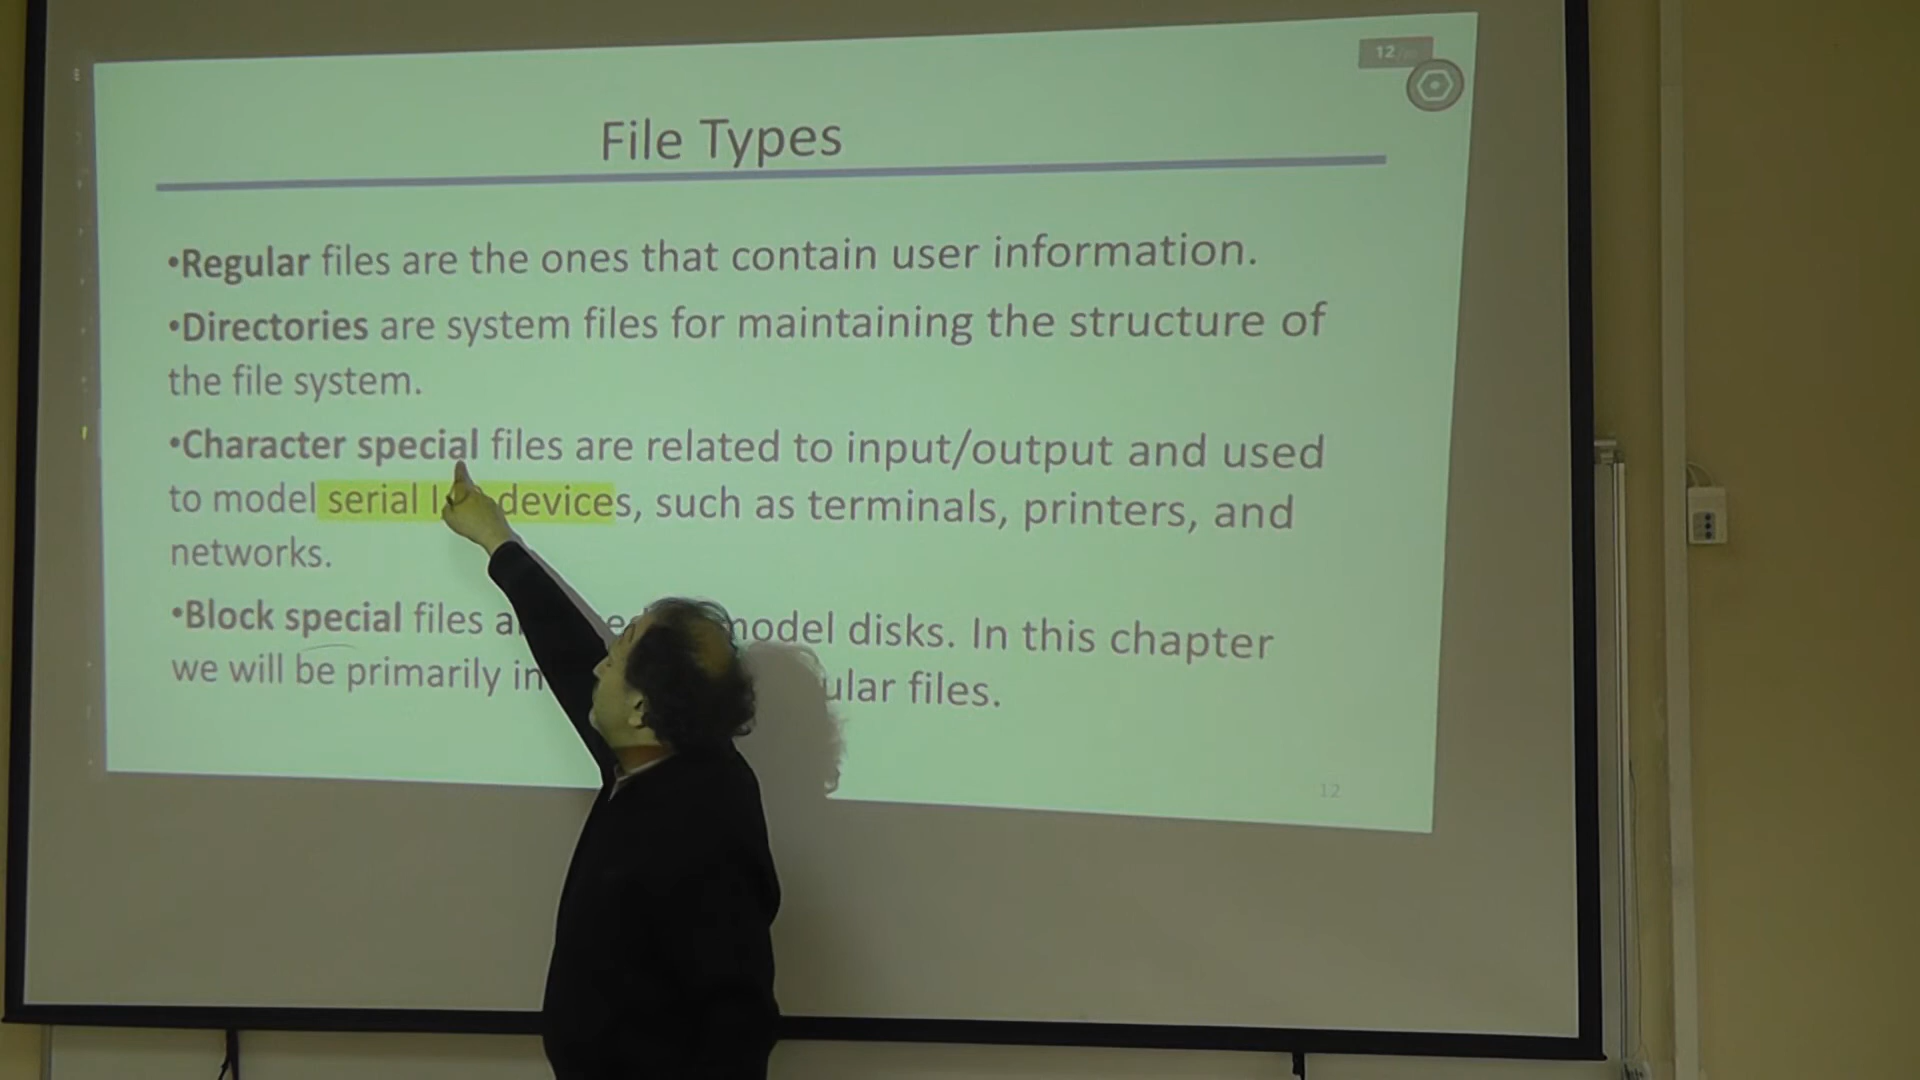 12
File Types
•Regular files are the ones that contain user information.
•Directories are system files for maintaining the structure of
the file system.
•Character special files are related to input/output and used
to model serial devices, such as terminals, printers, and
networks.
•Block special files model disks. In this chapter
we will be primarily in ular files.
12